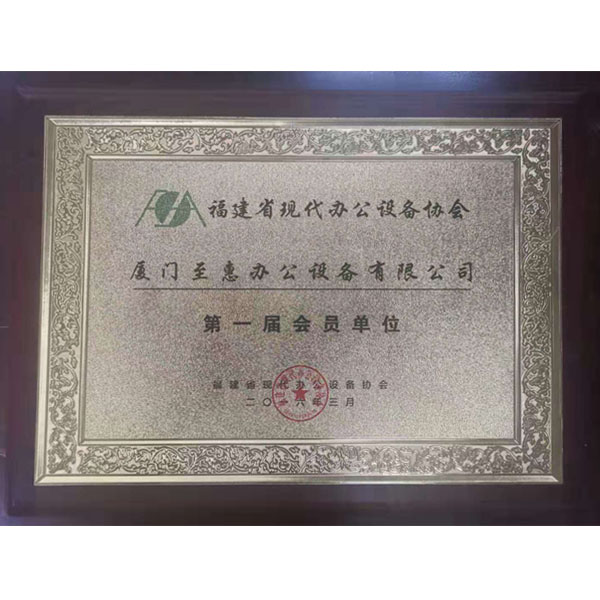 福建省现代办公设备协会
厦门至惠办公设备有限公司
第一届会员单位
福建省现代办公设备协会
二〇一六年三月